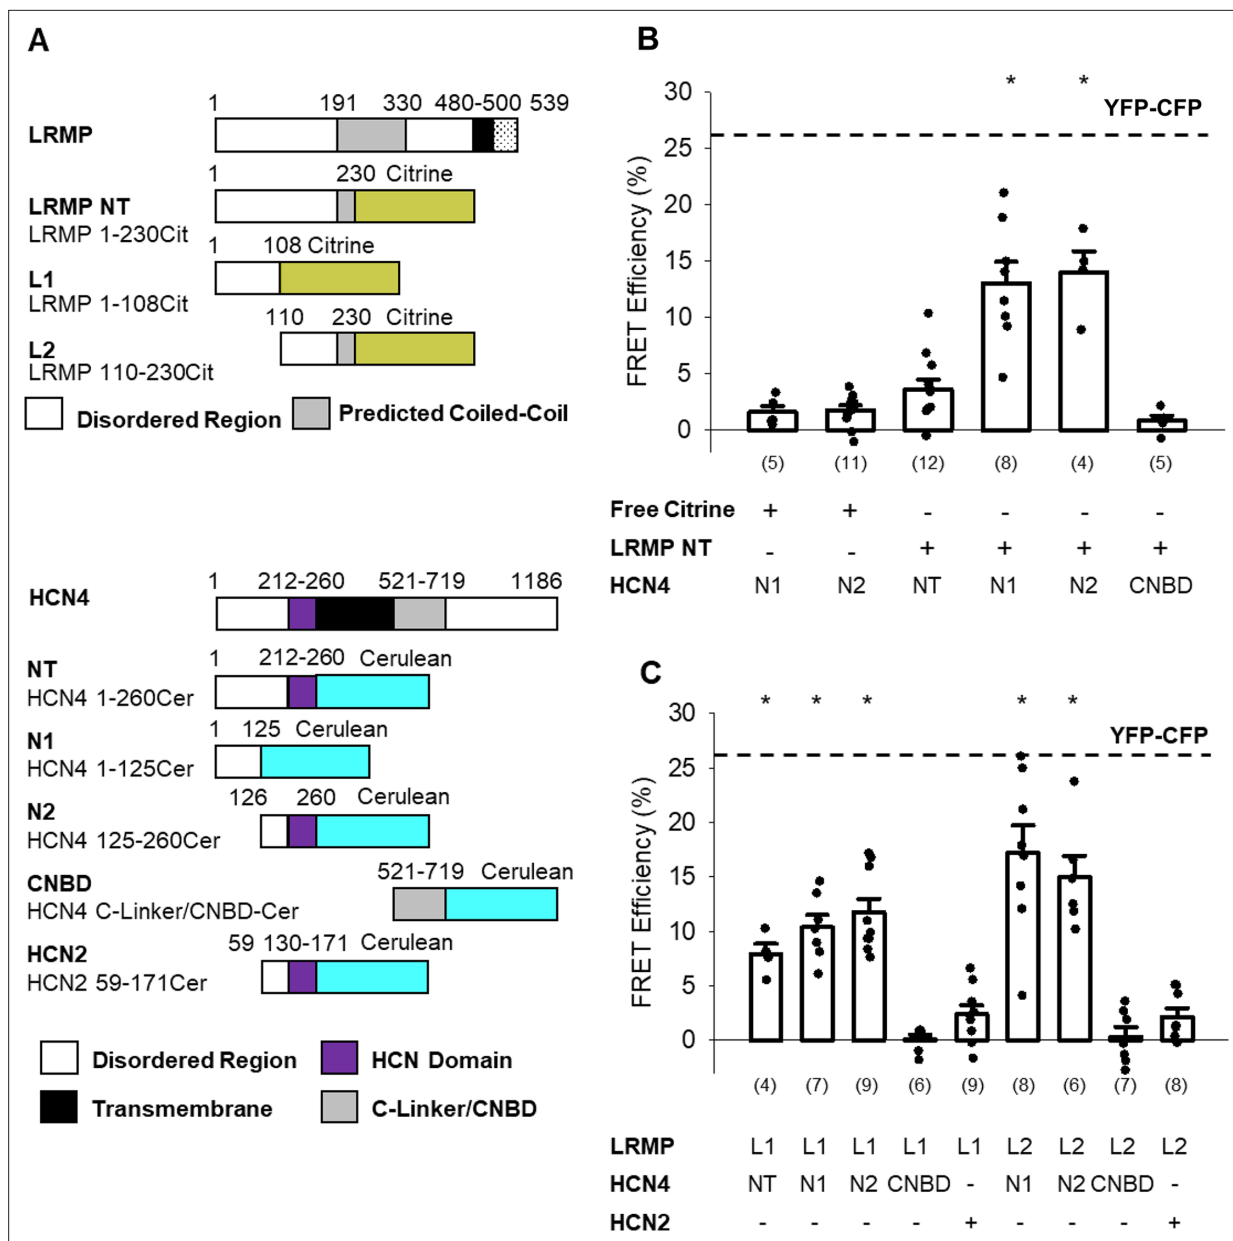 A
1 191 330 480-500 539
LRMP
1 230 Citrine
LRMP NT
LRMP 1-230Cit
1 108 Citrine
L1
LRMP 1-108Cit
110 230 Citrine
L2
LRMP 110-230Cit
Disordered Region Predicted Coiled-Coil
1 212-260 521-719 1186
HCN4
1 212-260 Cerulean
NT
HCN4 1-260Cer
1 125 Cerulean
N1
HCN4 1-125Cer
126 260 Cerulean
N2
HCN4 125-260Cer
521-719 Cerulean
CNBD
HCN4 C-Linker/CNBD-Cer
59 130-171 Cerulean
HCN2
HCN2 59-171Cer
Disordered Region HCN Domain
Transmembrane C-Linker/CNBD
B
* *
YFP-CFP
FRET Efficiency (%)
30
25
20
15
10
5
0
(5) (11) (12) (8) (4) (5)
Free Citrine + + - - - -
LRMP NT - - + + + +
HCN4 N1 N2 NT N1 N2 CNBD
C
* * * * *
YFP-CFP
FRET Efficiency (%)
30
25
20
15
10
5
0
(4) (7) (9) (6) (9) (8) (6) (7) (8)
LRMP L1 L1 L1 L1 L1 L2 L2 L2 L2
HCN4 NT N1 N2 CNBD - N1 N2 CNBD -
HCN2 - - - - + - - - +